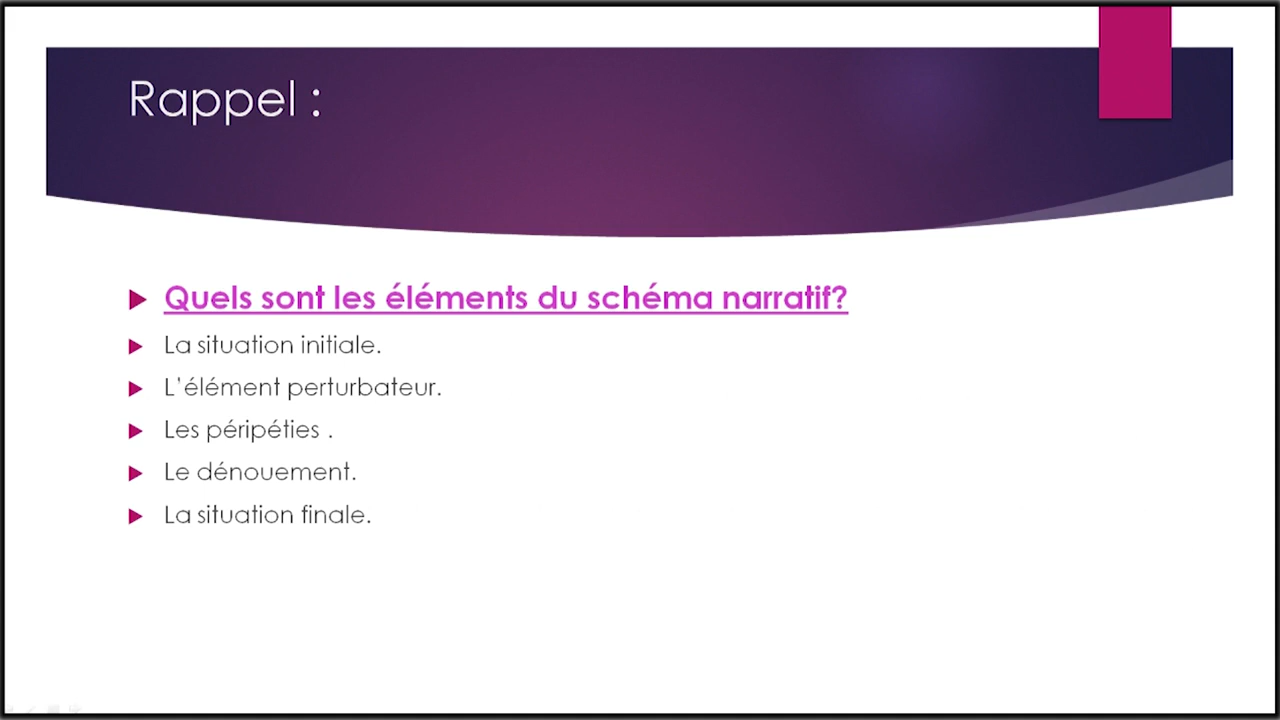 Rappel :
Quels sont les éléments du schéma narratif?
La situation initiale.
L'élément perturbateur.
Les péripéties .
Le dénouement.
La situation finale.